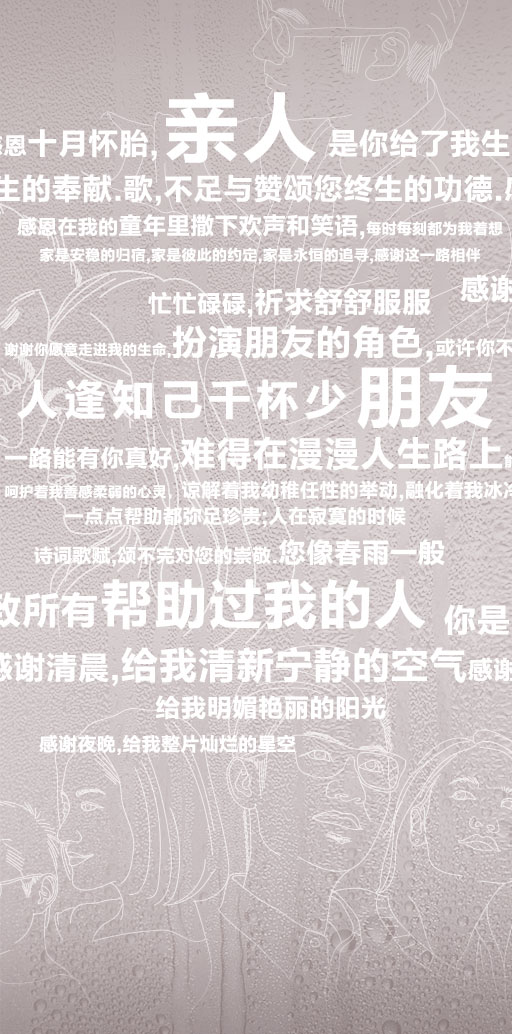 恩十月怀胎,亲人 是你给了我生
生的奉献.歌,不足与赞颂您终生的功德.
感恩在我的童年里撒下欢声和笑语,每时每刻都为我着想
家是安稳的归宿,家是彼此的约定,家是永恒的追寻,感谢这一路相伴
感谢
忙忙碌碌,祈求舒舒服服
谢谢你愿意走进我的生命,扮演朋友的角色,或许你不
人逢知己千杯少 朋友
一路能有你真好,难得在漫漫人生路上
呵护着我善感柔弱的心灵, 谅解着我幼稚任性的举动,融化着我冰冷
一点点帮助都弥足珍贵;人在寂寞的时候
诗词歌赋,颂不完对您的崇敬.您像春雨一般
致所有帮助过我的人 你是
感谢清晨,给我清新宁静的空气感谢
给我明媚艳丽的阳光
感谢夜晚,给我整片灿烂的星空